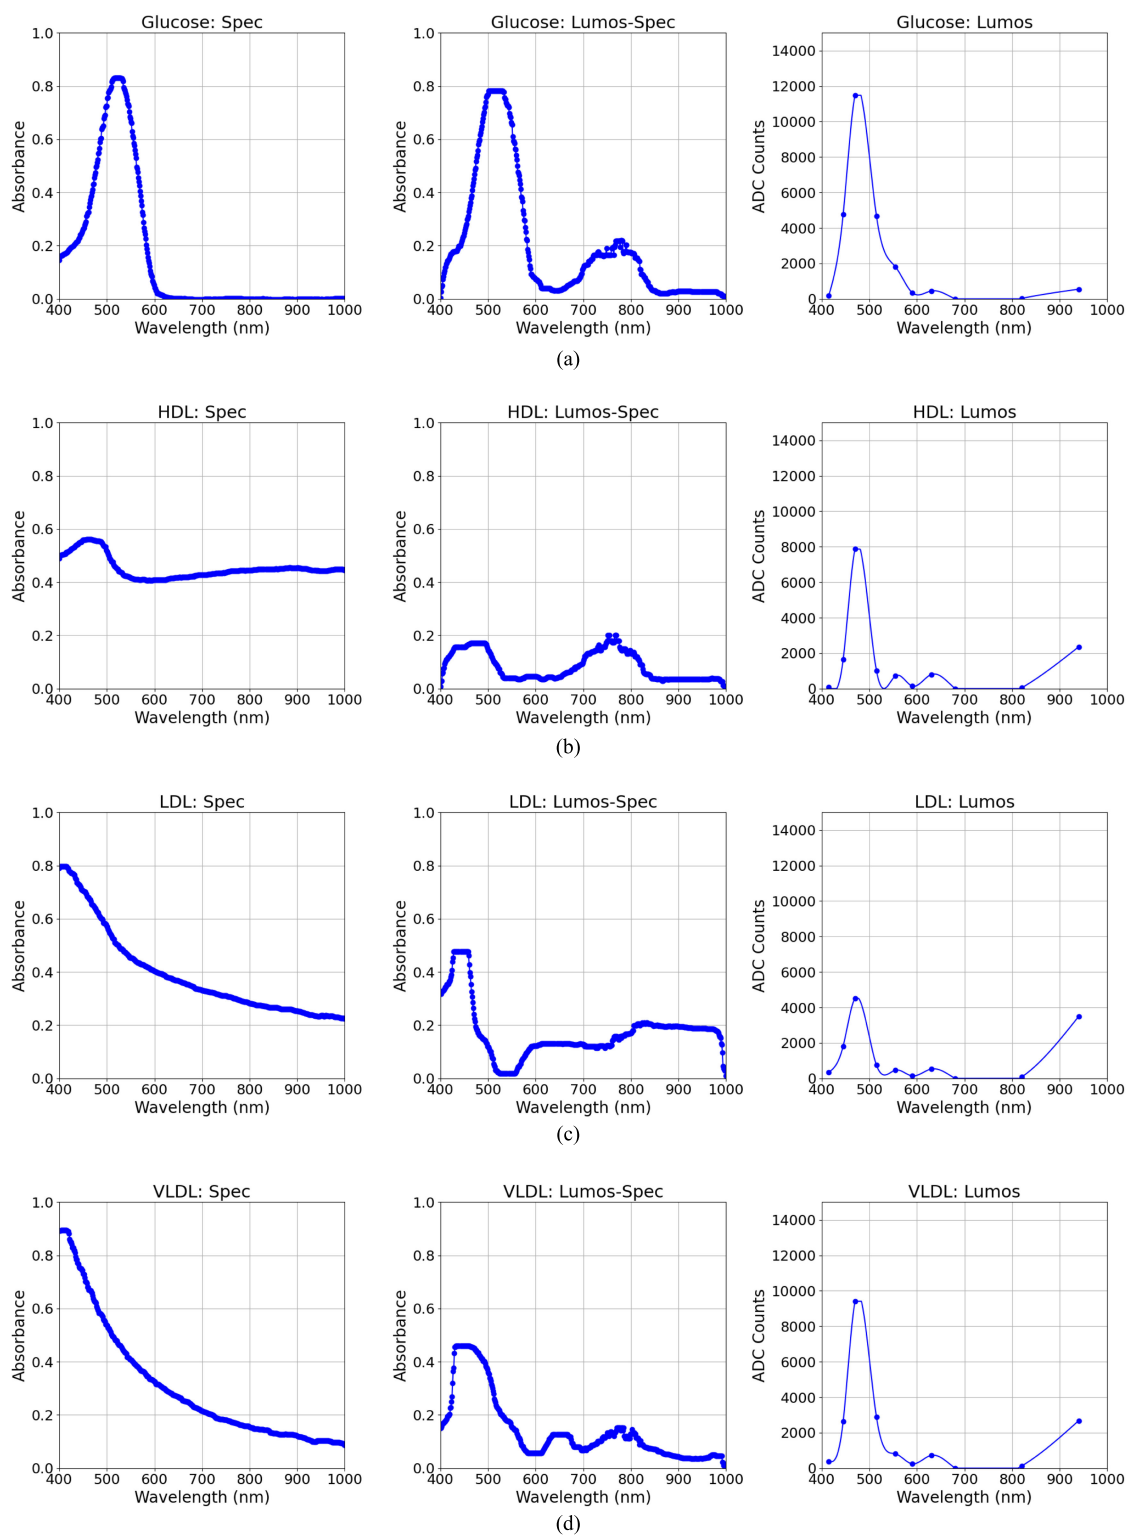 Glucose: Spec
Glucose: Lumos-Spec
Glucose: Lumos
1.0
0.8
0.6
0.4
0.2
0.0
Absorbance
400 500 600 700 800 900 1000
Wavelength (nm)
1.0
0.8
0.6
0.4
0.2
0.0
Absorbance
400 500 600 700 800 900 1000
Wavelength (nm)
14000
12000
10000
8000
6000
4000
2000
0
ADC Counts
400 500 600 700 800 900 1000
Wavelength (nm)
(a)
HDL: Spec
HDL: Lumos-Spec
HDL: Lumos
1.0
0.8
0.6
0.4
0.2
0.0
Absorbance
400 500 600 700 800 900 1000
Wavelength (nm)
1.0
0.8
0.6
0.4
0.2
0.0
Absorbance
400 500 600 700 800 900 1000
Wavelength (nm)
14000
12000
10000
8000
6000
4000
2000
0
ADC Counts
400 500 600 700 800 900 1000
Wavelength (nm)
(b)
LDL: Spec
LDL: Lumos-Spec
LDL: Lumos
1.0
0.8
0.6
0.4
0.2
0.0
Absorbance
400 500 600 700 800 900 1000
Wavelength (nm)
1.0
0.8
0.6
0.4
0.2
0.0
Absorbance
400 500 600 700 800 900 1000
Wavelength (nm)
14000
12000
10000
8000
6000
4000
2000
0
ADC Counts
400 500 600 700 800 900 1000
Wavelength (nm)
(c)
VLDL: Spec
VLDL: Lumos-Spec
VLDL: Lumos
1.0
0.8
0.6
0.4
0.2
0.0
Absorbance
400 500 600 700 800 900 1000
Wavelength (nm)
1.0
0.8
0.6
0.4
0.2
0.0
Absorbance
400 500 600 700 800 900 1000
Wavelength (nm)
14000
12000
10000
8000
6000
4000
2000
0
ADC Counts
400 500 600 700 800 900 1000
Wavelength (nm)
(d)